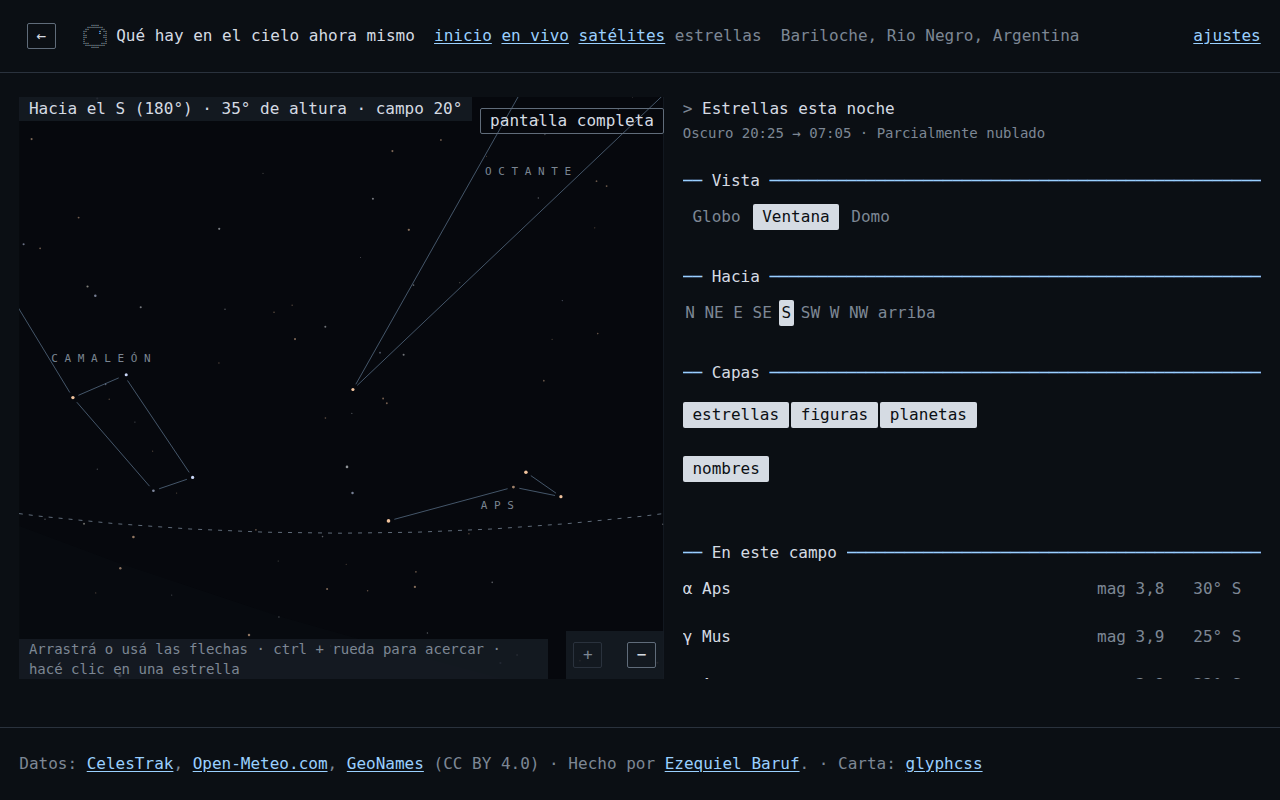 ← Qué hay en el cielo ahora mismo inicio en vivo satélites estrellas Bariloche, Rio Negro, Argentina ajustes
Hacia el S (180°) · 35° de altura · campo 20°
pantalla completa
OCTANTE
CAMALEÓN
APS
Arrastrá o usá las flechas · ctrl + rueda para acercar ·
hacé clic en una estrella
+ −
> Estrellas esta noche
Oscuro 20:25 → 07:05 · Parcialmente nublado
Vista
Globo Ventana Domo
Hacia
N NE E SE S SW W NW arriba
Capas
estrellas figuras planetas
nombres
En este campo
α Aps mag 3,8 30° S
γ Mus mag 3,9 25° S
Datos: CelesTrak, Open-Meteo.com, GeoNames (CC BY 4.0) · Hecho por Ezequiel Baruf. · Carta: glyphcss